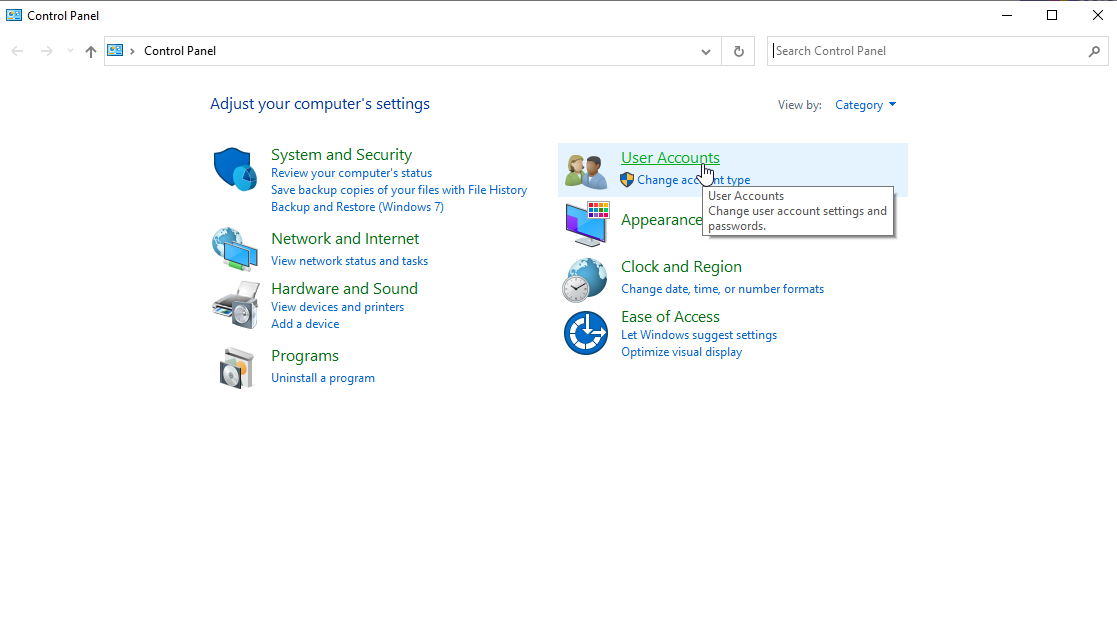 Control Panel
Control Panel
Search Control Panel
Adjust your computer's settings
View by: Category
System and Security
Review your computer's status
Save backup copies of your files with File History
Backup and Restore (Windows 7)
Network and Internet
View network status and tasks
Hardware and Sound
View devices and printers
Add a device
Programs
Uninstall a program
User Accounts
Change type
User Accounts
Change user account settings and
passwords.
Appearance
Clock and Region
Change date, time, or number formats
Ease of Access
Let Windows suggest settings
Optimize visual display